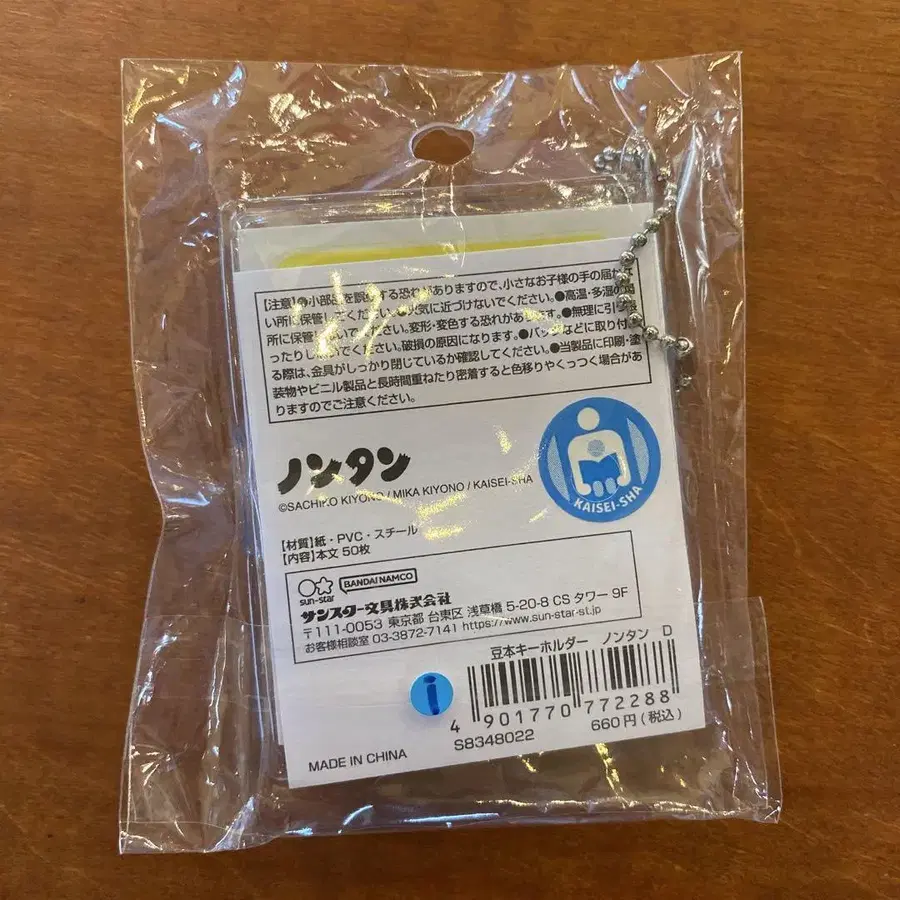 【注意】●小部品を誤飲する恐れがありますので、小さなお子様の手の届かな
い所に保管してください。●火気に近づけないでください。●高温・多湿の
所に保管しないでください。変形・変色する恐れがあります。●無理に引っ
ったりしないでください。破損の原因になります。●バッグなどに取り付け
る際は、金具がしっかり閉じているか確認してください。●当製品に印刷・塗
装物やビニル製品と長時間重ねたり密着すると色移りやくっつく場合があ
りますのでご注意ください。
ノンタン
©SACHIKO KIYONO / MIKA KIYONO / KAISEI-SHA
KAISEI-SHA
【材質】紙・PVC・スチール
【内容】本文 50枚
sun-star BANDAI NAMCO
サンスター文具株式会社
〒111-0053 東京都 台東区 浅草橋 5-20-8 CS タワー 9F
お客様相談室 03-3872-7141 https://www.sun-star-st.jp
豆本キーホルダー ノンタン D
i
4 901770 772288
S8348022 660円(税込)
MADE IN CHINA